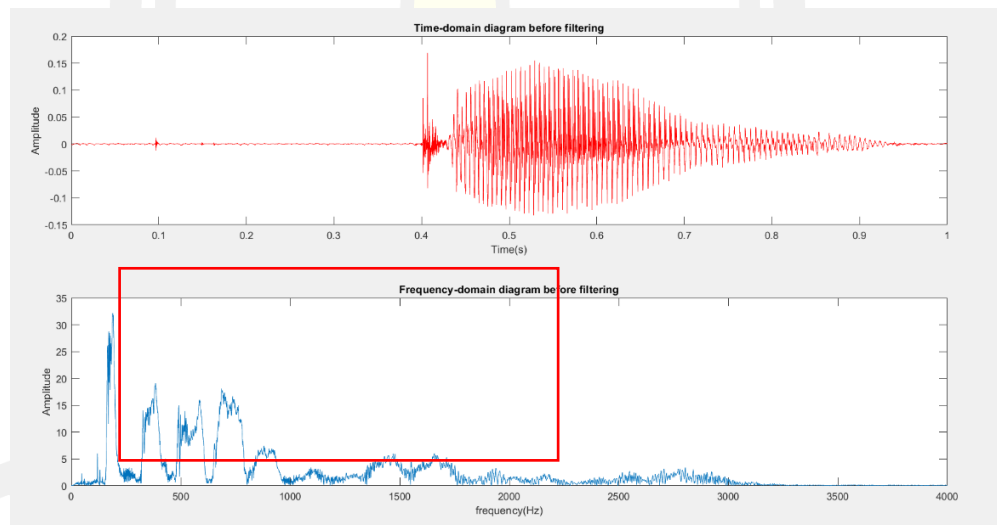 Time-domain diagram before filtering
0.2
0.15
0.1
0.05
0
-0.05
-0.1
-0.15
Amplitude
0 0.1 0.2 0.3 0.4 0.5 0.6 0.7 0.8 0.9 1
Time(s)
Frequency-domain diagram before filtering
35
30
25
20
15
10
5
0
Amplitude
0 500 1000 1500 2000 2500 3000 3500 4000
frequency(Hz)